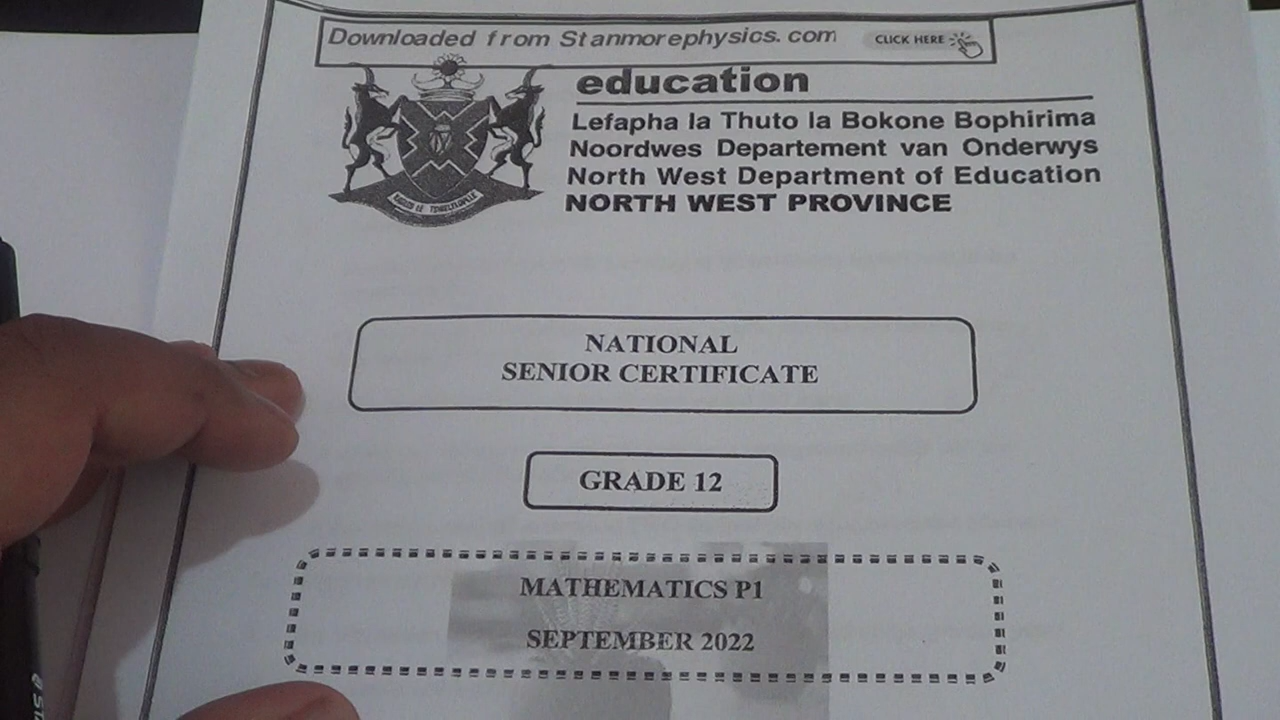 Downloaded from Stanmorephysics.com CLICK HERE
education
Lefapha la Thuto la Bokone Bophirima
Noordwes Departement van Onderwys
North West Department of Education
NORTH WEST PROVINCE
NATIONAL
SENIOR CERTIFICATE
GRADE 12
MATHEMATICS P1
SEPTEMBER 2022